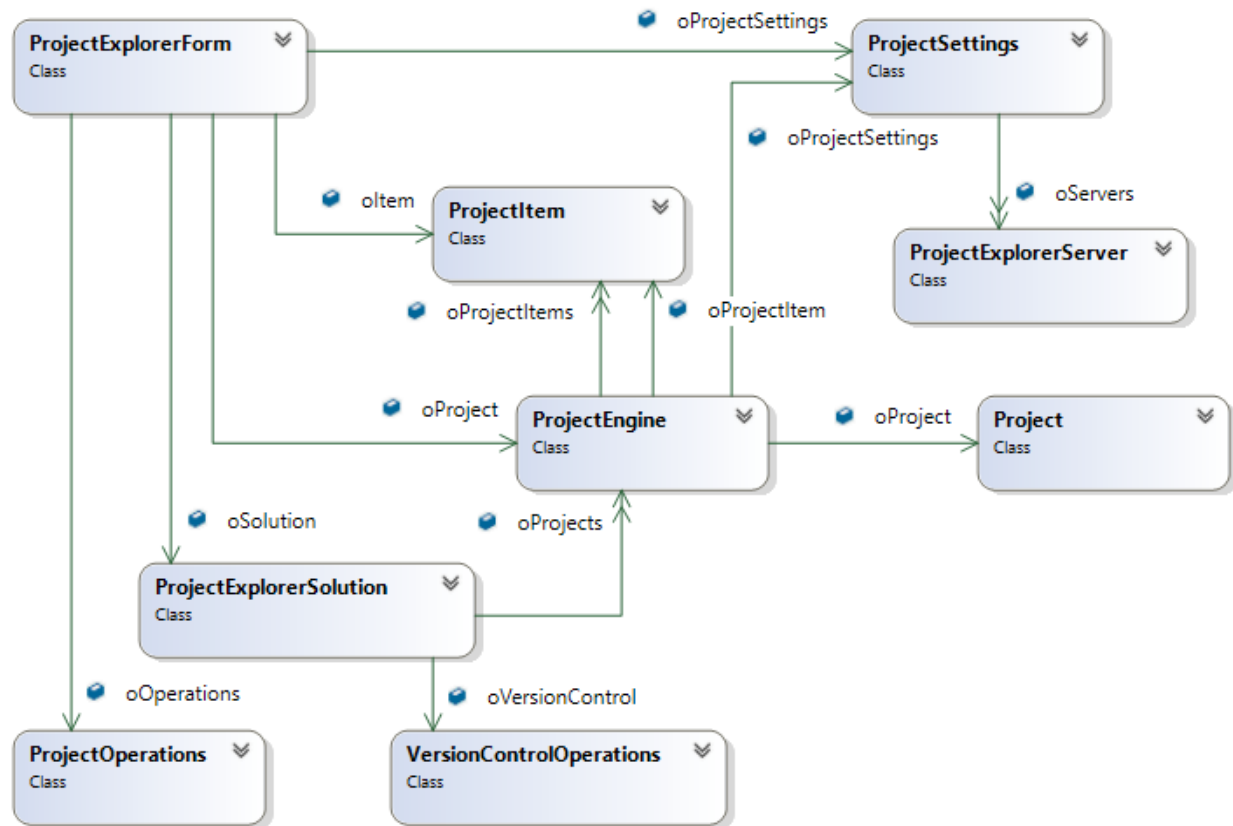 oProjectSettings
ProjectExplorerForm
Class
ProjectSettings
Class
oProjectSettings
oItem
ProjectItem
Class
oServers
ProjectExplorerServer
Class
oProjectItems
oProjectItem
oProject
ProjectEngine
Class
oProject
Project
Class
oSolution
oProjects
ProjectExplorerSolution
Class
oOperations
oVersionControl
ProjectOperations
Class
VersionControlOperations
Class